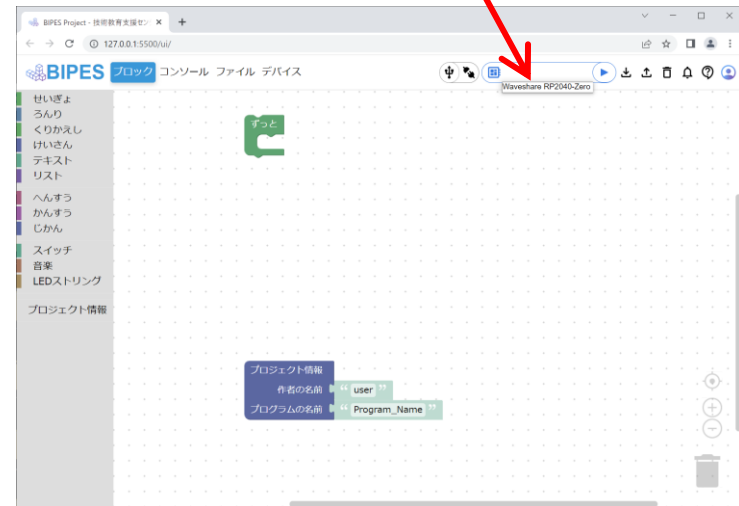 BIPES Project - 技術教育支援セン
127.0.0.1:5500/ui/
BIPES ブロック コンソール ファイル デバイス
Waveshare RP2040-Zero
せいぎょ
ろんり
くりかえし
けいさん
テキスト
リスト
へんすう
かんすう
じかん
スイッチ
音楽
LEDストリング
プロジェクト情報
ずっと
プロジェクト情報
作者の名前 “ user ”
プログラムの名前 “ Program_Name ”